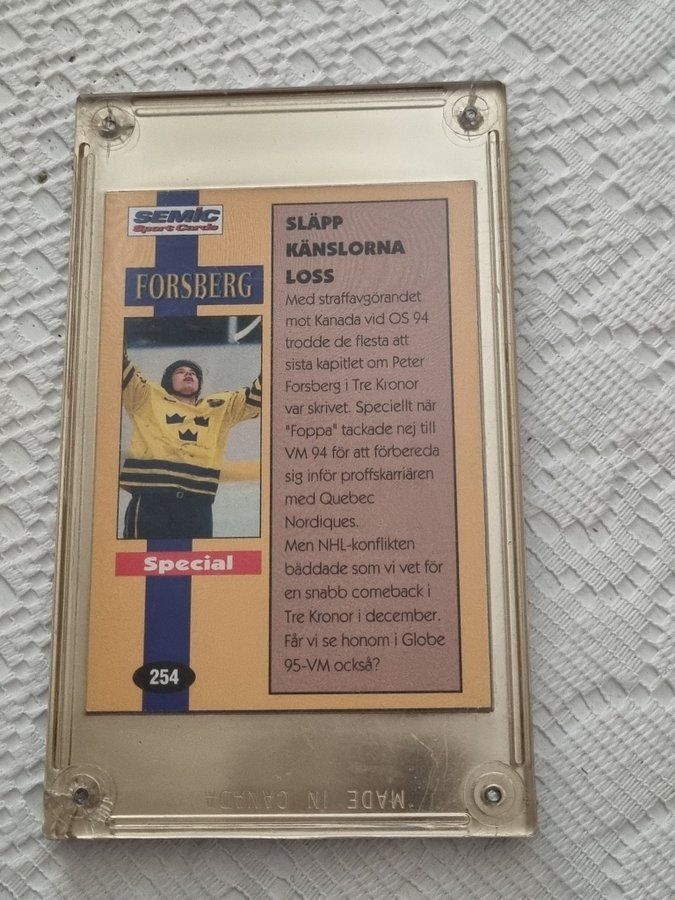 SEMIC
Sport Cards
FORSBERG
Special
254
SLÄPP
KÄNSLORNA
LOSS
Med straffavgörandet
mot Kanada vid OS 94
trodde de flesta att
sista kapitlet om Peter
Forsberg i Tre Kronor
var skrivet. Speciellt när
"Foppa" tackade nej till
VM 94 för att förbereda
sig inför proffskarriären
med Quebec
Nordiques.
Men NHL-konflikten
bäddade som vi vet för
en snabb comeback i
Tre Kronor i december.
Får vi se honom i Globe
95-VM också?
MADE IN CANADA